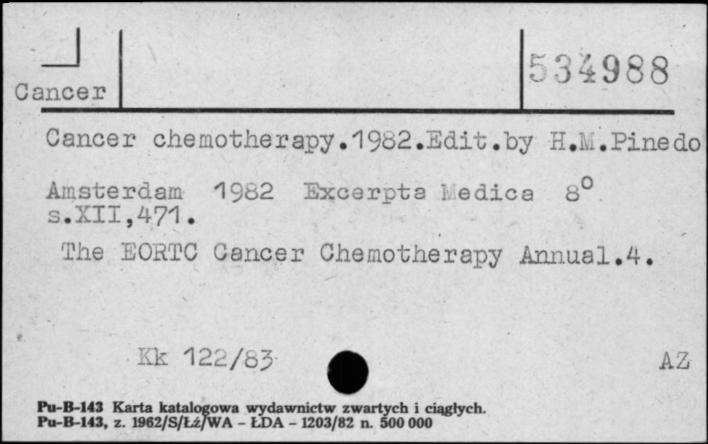 534988
Cancer
Cancer chemotherapy.1982.Edit.by H.M.Pinedo
Amsterdam 1982 Excerpta Medica 8°
s.XII,471.
The EORTC Cancer Chemotherapy Annual.4.
Kk 122/83 AZ
Pu-B-143 Karta katalogowa wydawnictw zwartych i ciągłych.
Pu-B-143, z. 1962/S/Łż/WA - ŁDA - 1203/82 n. 500 000